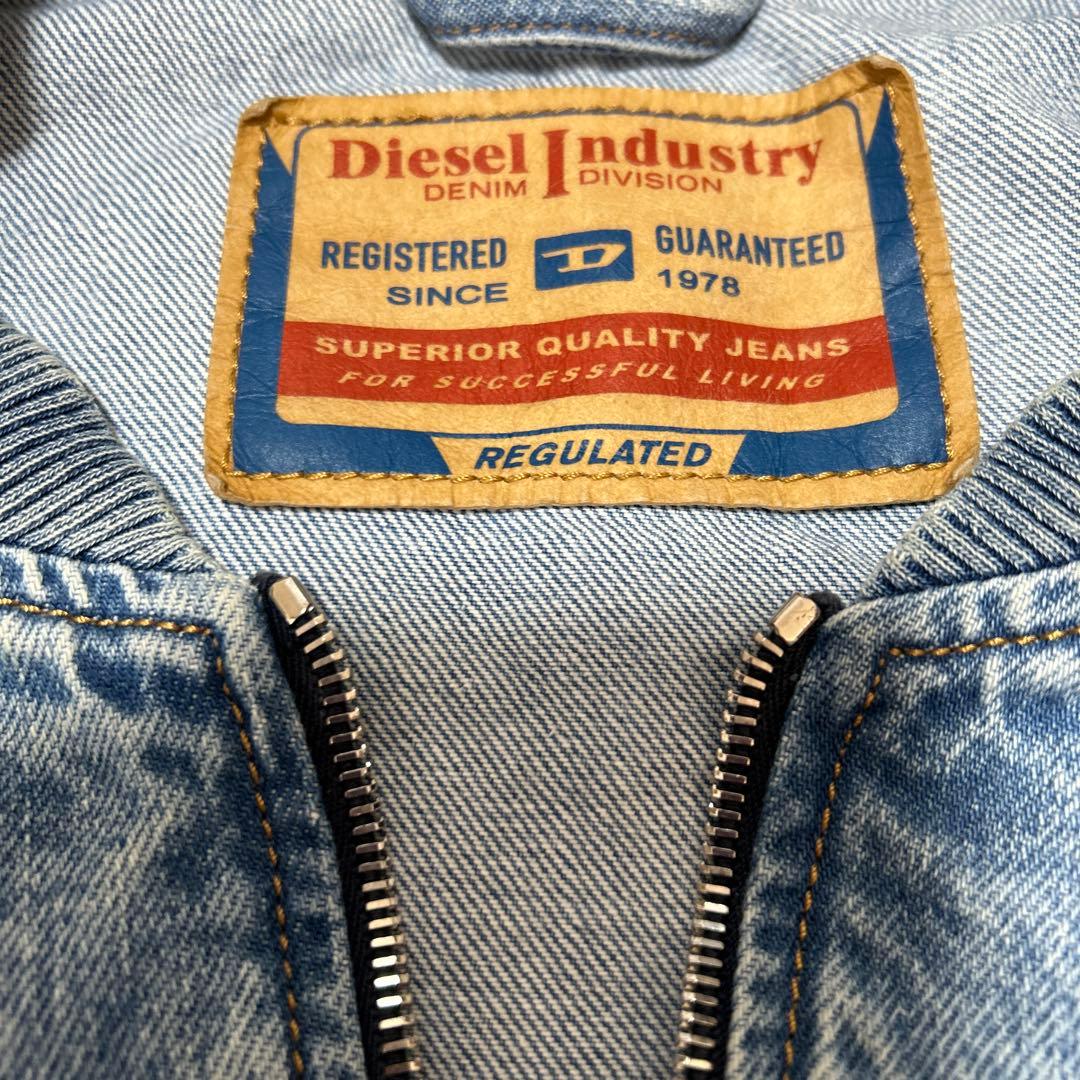 Diesel Industry
DENIM DIVISION
REGISTERED D GUARANTEED
SINCE 1978
SUPERIOR QUALITY JEANS
FOR SUCCESSFUL LIVING
REGULATED